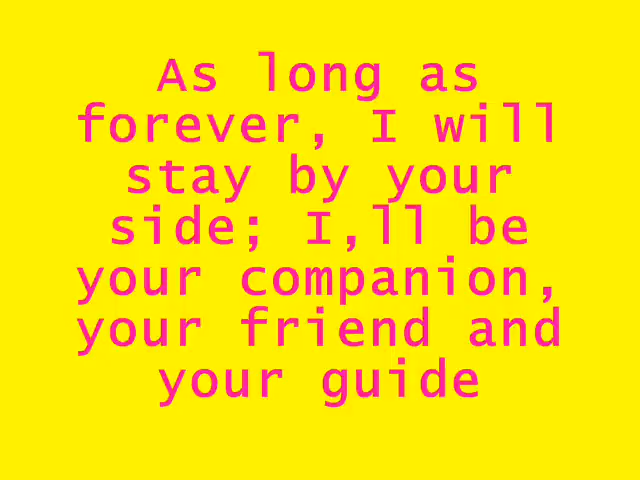 As long as
forever, I will
stay by your
side; I,ll be
your companion,
your friend and
your guide